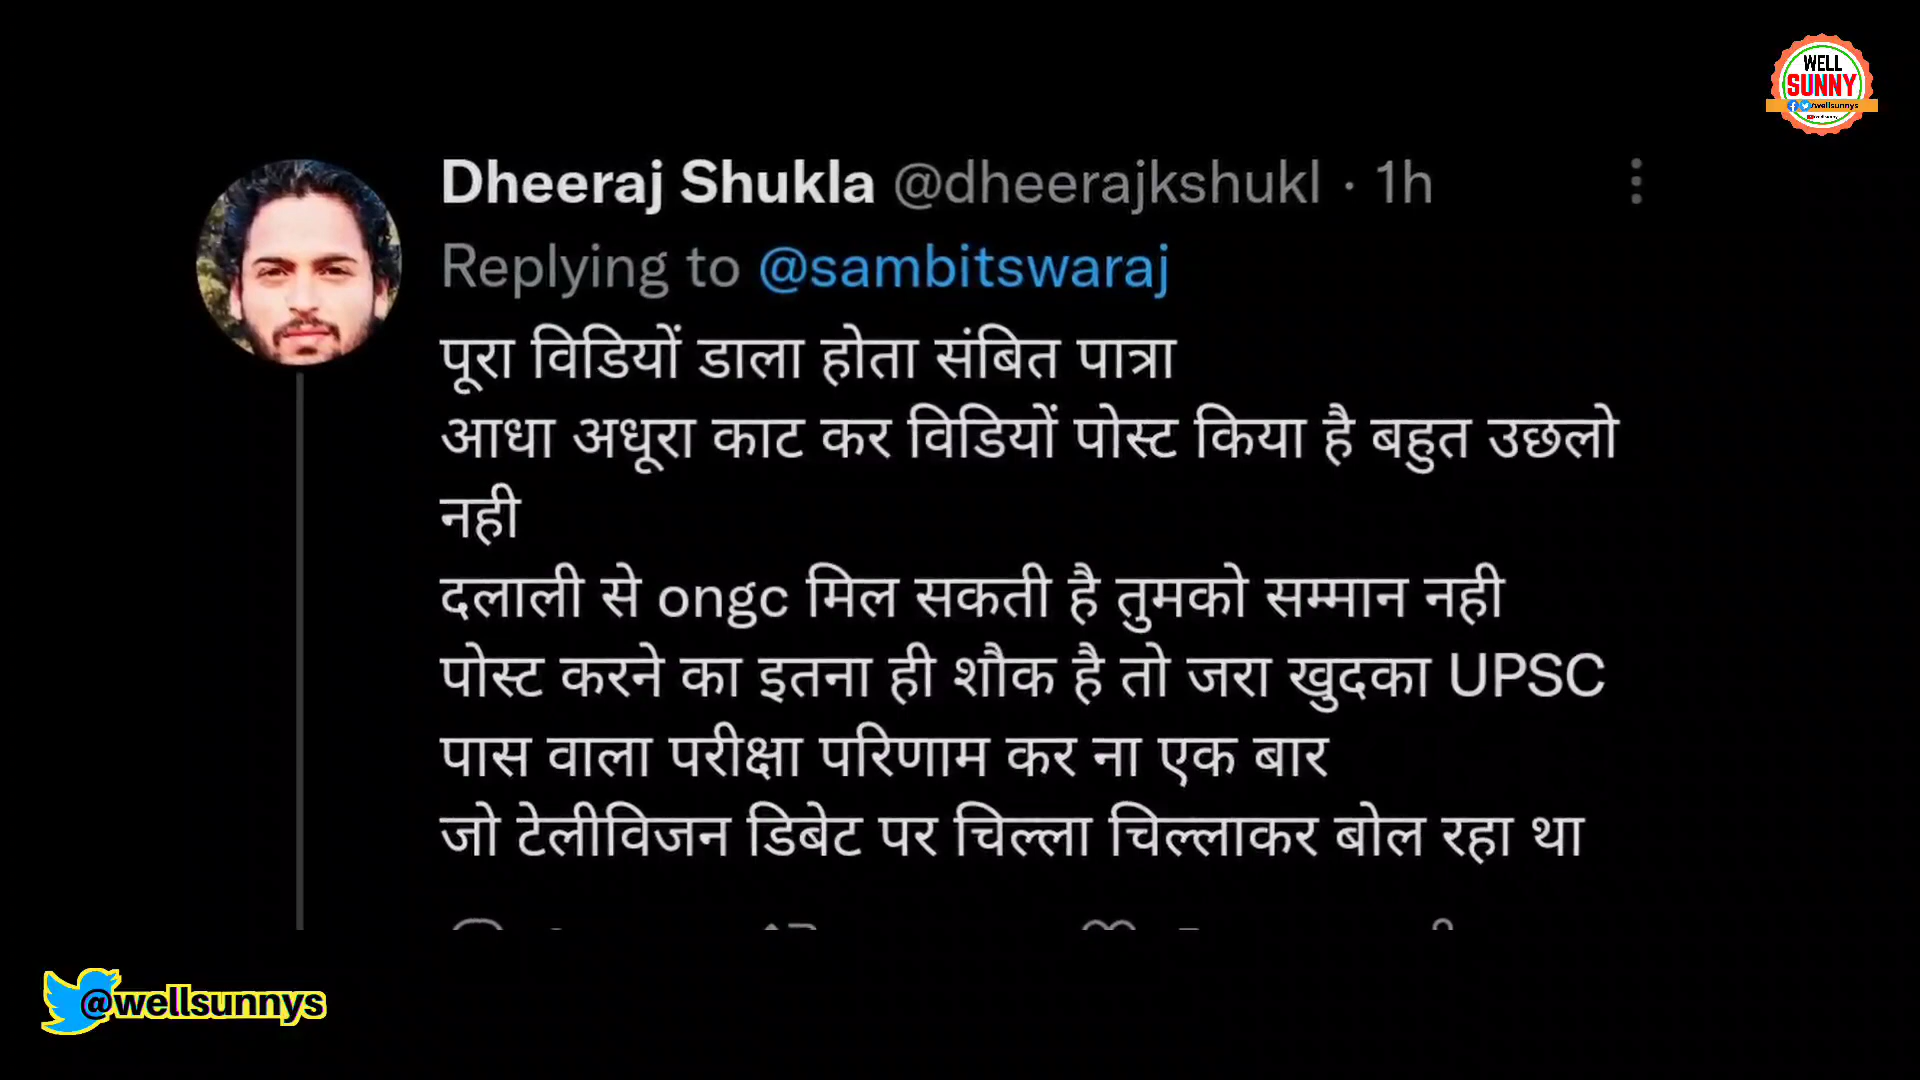 WELL
SUNNY
/wellsunnys
Dheeraj Shukla @dheerajkshukl · 1h
Replying to @sambitswaraj
पूरा विडियों डाला होता संबित पात्रा
आधा अधूरा काट कर विडियों पोस्ट किया है बहुत उछलो
नही
दलाली से ongc मिल सकती है तुमको सम्मान नही
पोस्ट करने का इतना ही शौक है तो जरा खुदका UPSC
पास वाला परीक्षा परिणाम कर ना एक बार
जो टेलीविजन डिबेट पर चिल्ला चिल्लाकर बोल रहा था
@wellsunnys